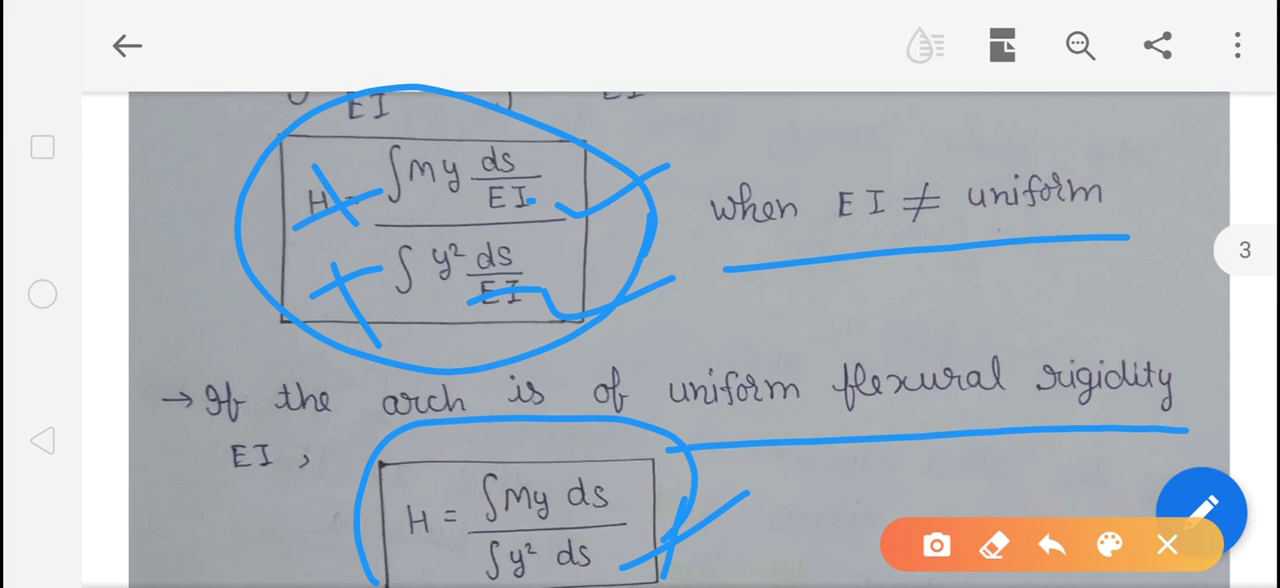 EI EI
H = ∫My ds/EI / ∫y² ds/EI when EI ≠ uniform
3
→ If the arch is of uniform flexural rigidity
EI,
H = ∫My ds / ∫y² ds